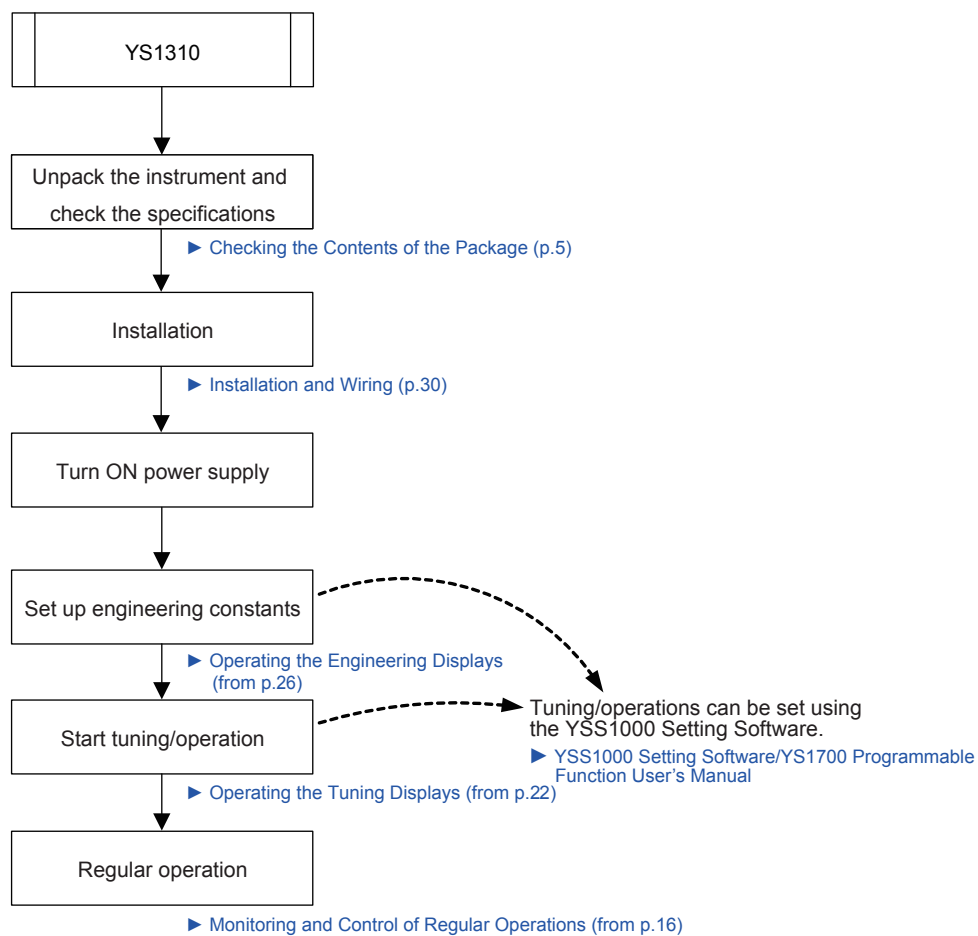 YS1310
Unpack the instrument and
check the specifications
► Checking the Contents of the Package (p.5)
Installation
► Installation and Wiring (p.30)
Turn ON power supply
Set up engineering constants
► Operating the Engineering Displays
(from p.26)
Start tuning/operation
Tuning/operations can be set using
the YSS1000 Setting Software.
► YSS1000 Setting Software/YS1700 Programmable
Function User's Manual
► Operating the Tuning Displays (from p.22)
Regular operation
► Monitoring and Control of Regular Operations (from p.16)